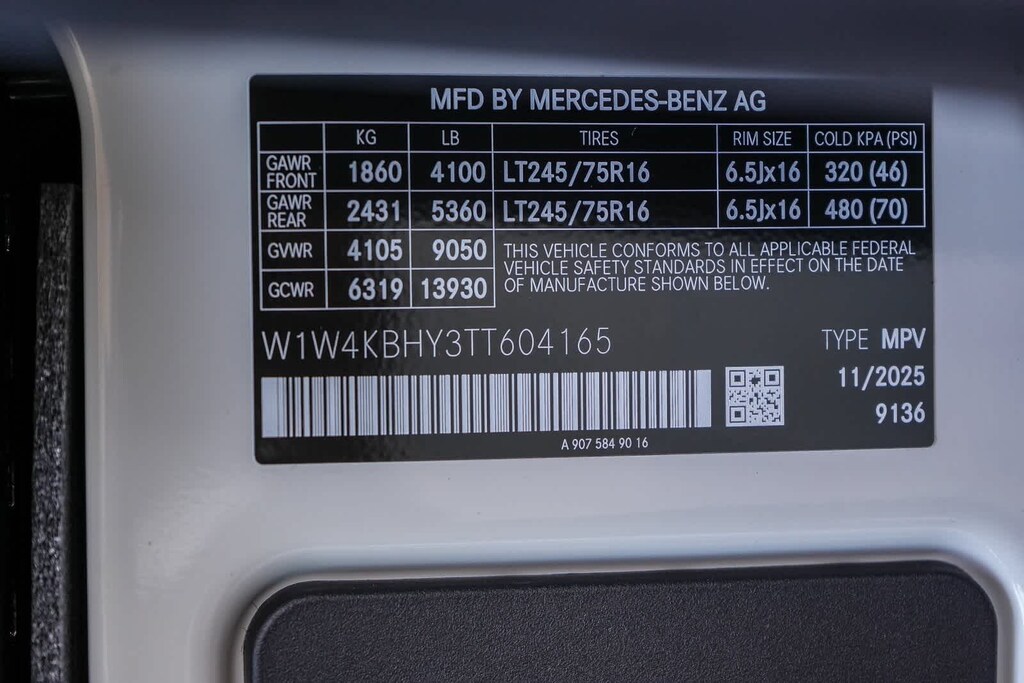 MFD BY MERCEDES-BENZ AG
KG LB TIRES RIM SIZE COLD KPA (PSI)
GAWR FRONT 1860 4100 LT245/75R16 6.5Jx16 320 (46)
GAWR REAR 2431 5360 LT245/75R16 6.5Jx16 480 (70)
GVWR 4105 9050
GCWR 6319 13930
THIS VEHICLE CONFORMS TO ALL APPLICABLE FEDERAL
VEHICLE SAFETY STANDARDS IN EFFECT ON THE DATE
OF MANUFACTURE SHOWN BELOW.
W1W4KBHY3TT604165
TYPE MPV
11/2025
9136
A 907 584 90 16